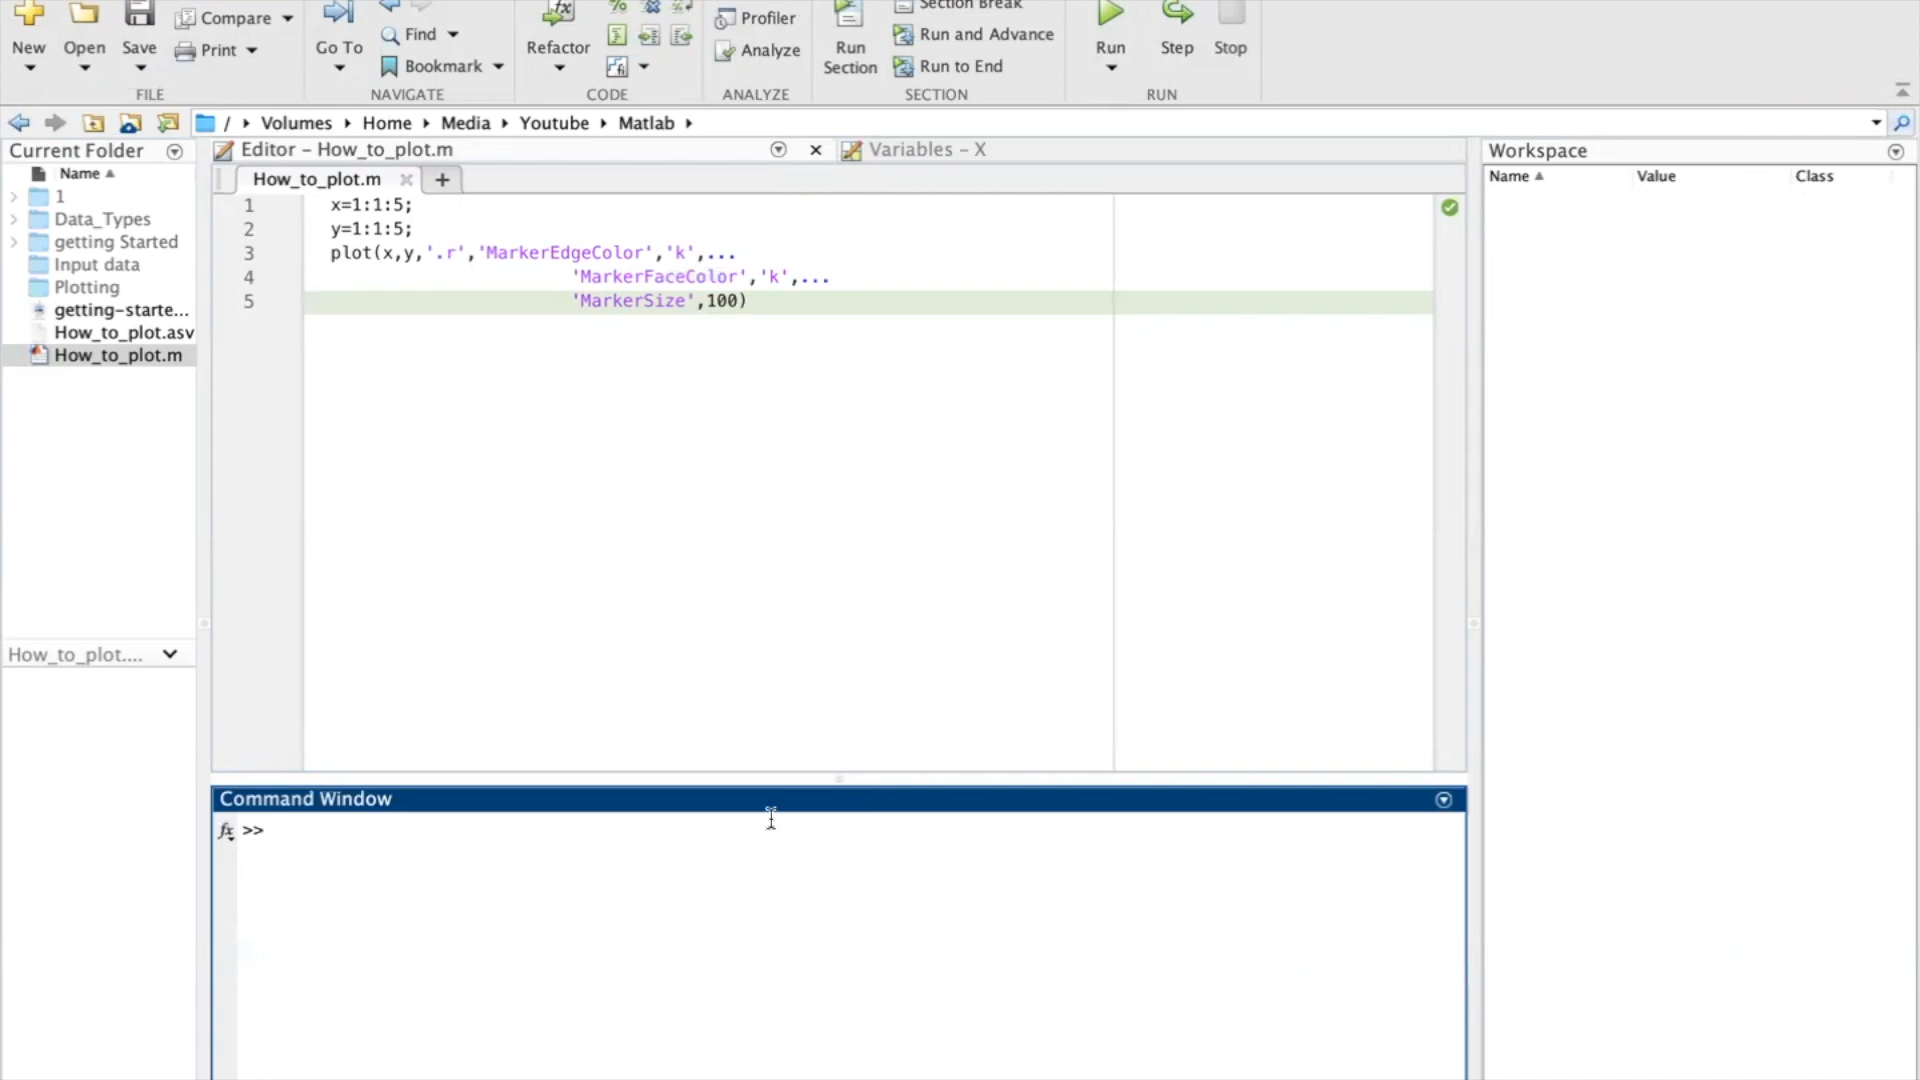 Compare
Section Break
Profiler
Find
Run and Advance
New
Open
Save
Print
Go To
Refactor
Analyze
Run
Section
Run
Step
Stop
Bookmark
Run to End
FILE
NAVIGATE
CODE
ANALYZE
SECTION
RUN
/ Volumes Home Media Youtube Matlab
Current Folder
Editor – How_to_plot.m
Variables – X
Workspace
Name
How_to_plot.m
+
Name
Value
Class
1
Data_Types
getting Started
Input data
Plotting
getting-starte...
How_to_plot.asv
How_to_plot.m
1 x=1:1:5;
2 y=1:1:5;
3 plot(x,y,'.r','MarkerEdgeColor','k',...
4 'MarkerFaceColor','k',...
5 'MarkerSize',100)
How_to_plot....
Command Window
fx >>